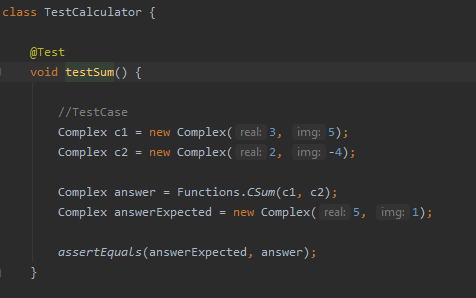 class TestCalculator {
@Test
void testSum() {
//TestCase
Complex c1 = new Complex( real: 3, img: 5);
Complex c2 = new Complex( real: 2, img: -4);
Complex answer = Functions.CSum(c1, c2);
Complex answerExpected = new Complex( real: 5, img: 1);
assertEquals(answerExpected, answer);
}